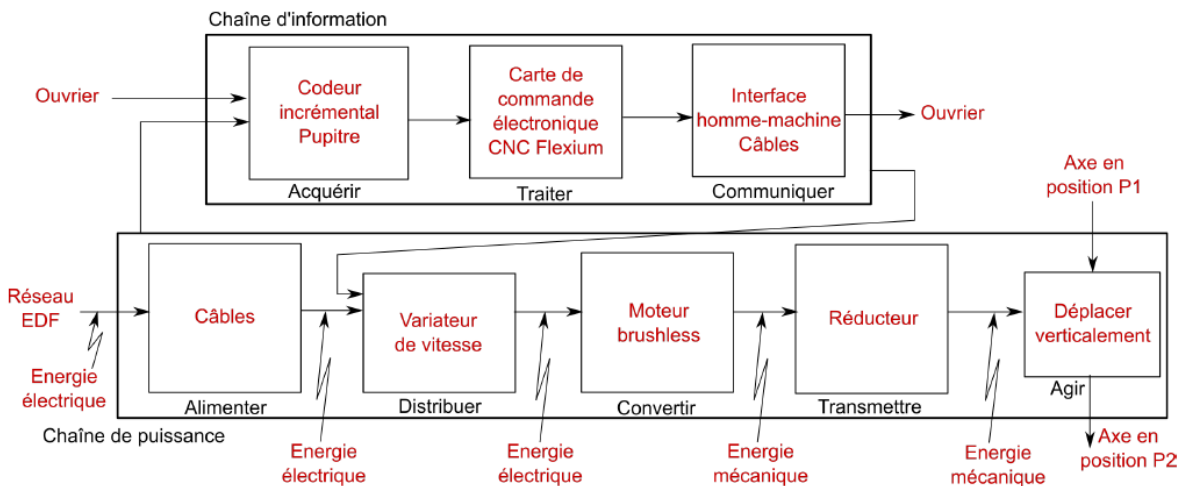 Chaîne d'information
Ouvrier
Codeur
incrémental
Pupitre
Acquérir
Carte de
commande
électronique
CNC Flexium
Traiter
Interface
homme-machine
Câbles
Communiquer
Ouvrier
Axe en
position P1
Réseau
EDF
Energie
électrique
Câbles
Alimenter
Energie
électrique
Variateur
de vitesse
Distribuer
Energie
électrique
Moteur
brushless
Convertir
Energie
mécanique
Réducteur
Transmettre
Energie
mécanique
Déplacer
verticalement
Agir
Axe en
position P2
Chaîne de puissance